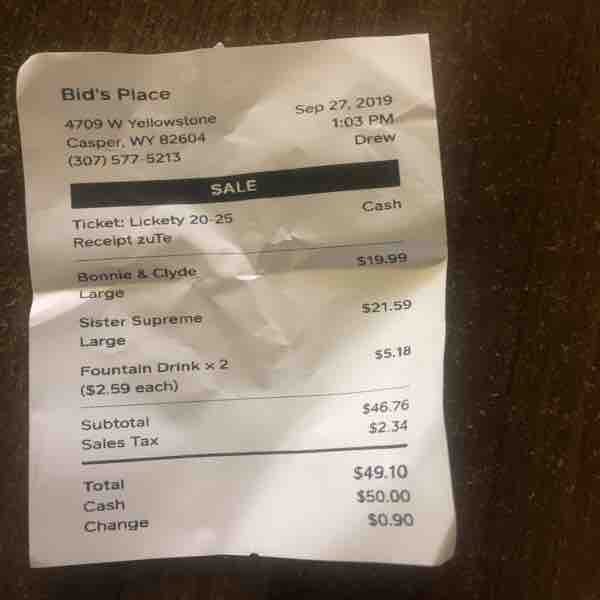 Bid's Place
4709 W Yellowstone
Casper, WY 82604
(307) 577-5213
Sep 27, 2019
1:03 PM
Drew
SALE
Ticket: Lickety 20-25
Cash
Receipt zuTe
Bonnie & Clyde $19.99
Large
Sister Supreme $21.59
Large
Fountain Drink x 2 $5.18
($2.59 each)
Subtotal $46.76
Sales Tax $2.34
Total $49.10
Cash $50.00
Change $0.90